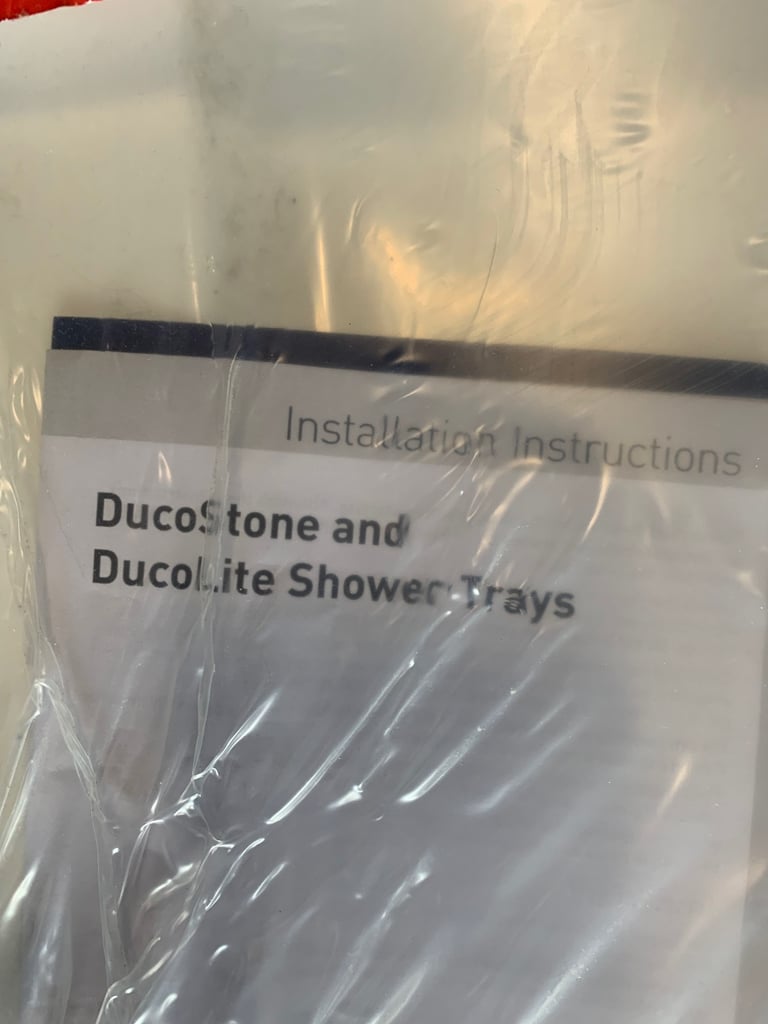 Installation Instructions
DucoStone and
DucoLite Shower Trays